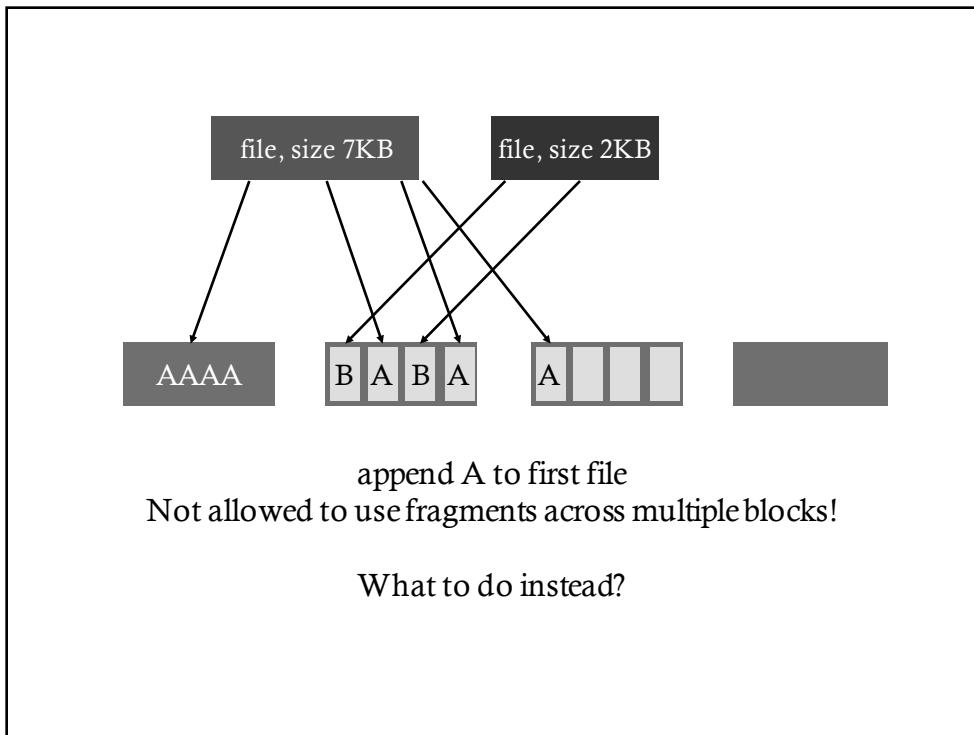 file, size 7KB file, size 2KB
AAAA B A B A A
append A to first file
Not allowed to use fragments across multiple blocks!
What to do instead?